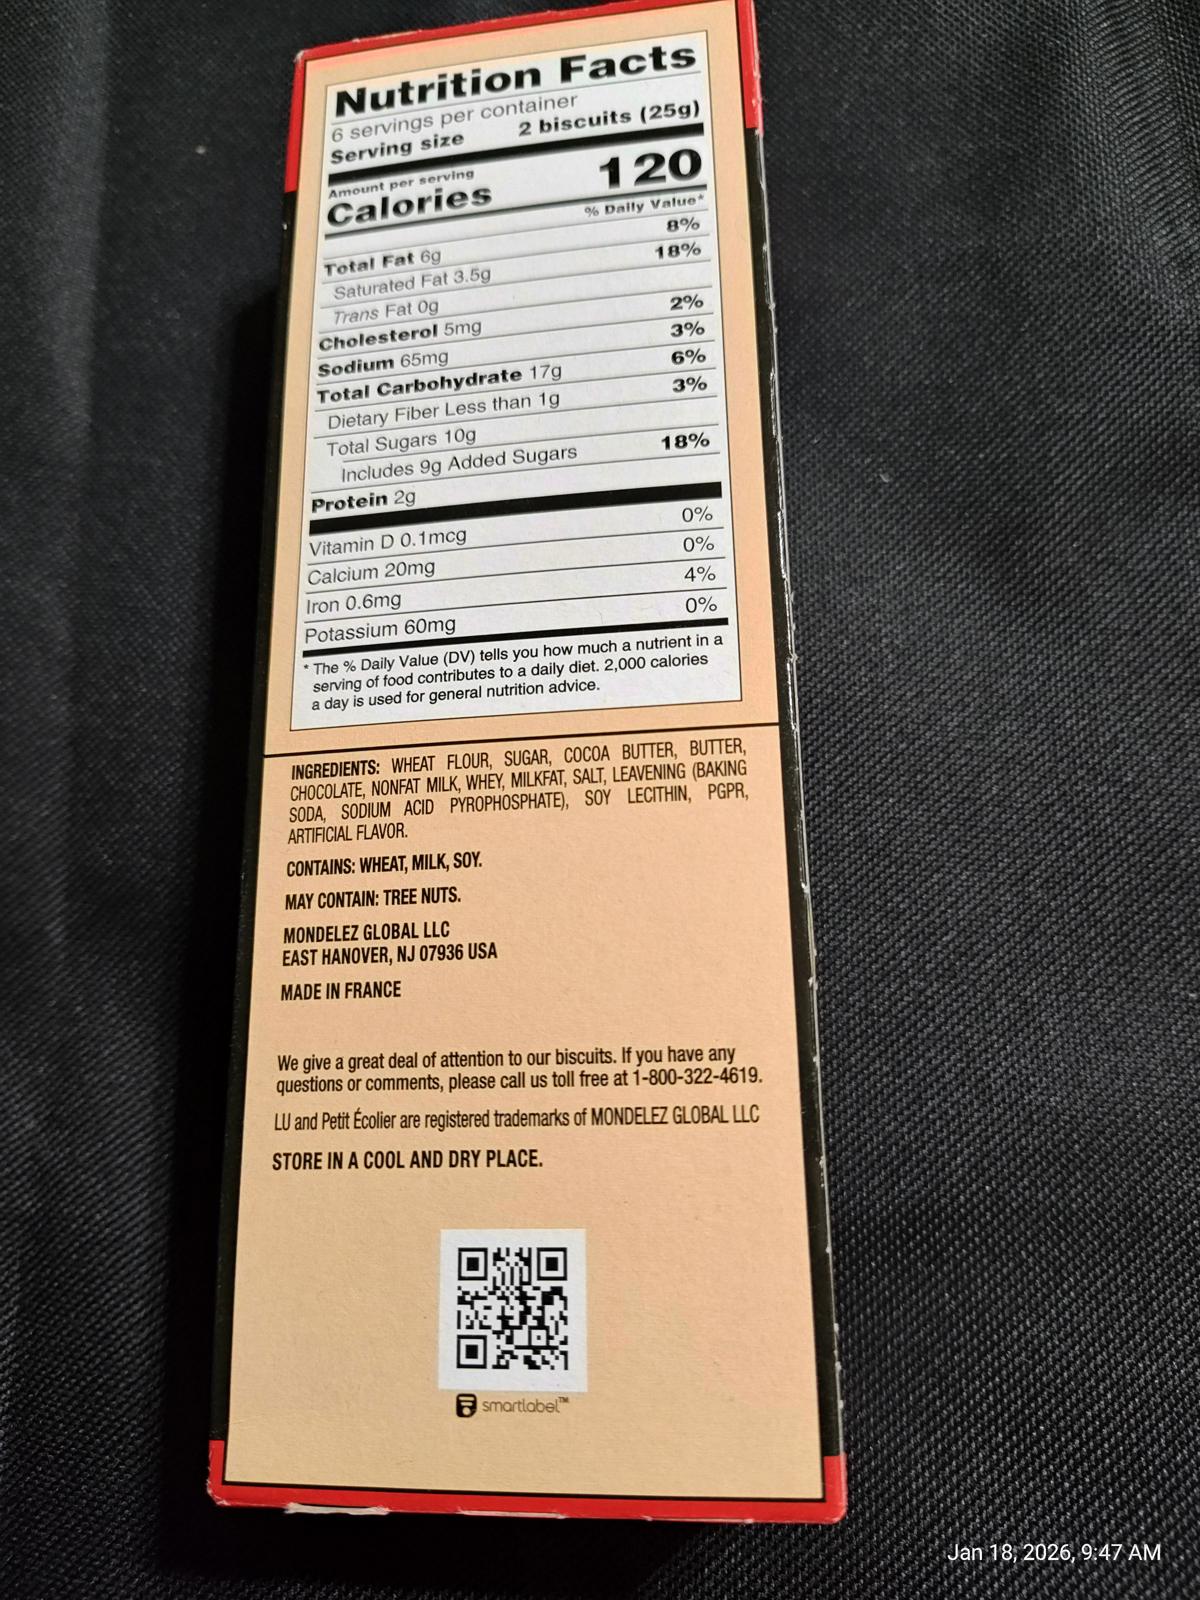 Nutrition Facts
6 servings per container
Serving size 2 biscuits (25g)
Amount per serving
Calories 120
% Daily Value*
Total Fat 6g 8%
Saturated Fat 3.5g 18%
Trans Fat 0g
Cholesterol 5mg 2%
Sodium 65mg 3%
Total Carbohydrate 17g 6%
Dietary Fiber Less than 1g 3%
Total Sugars 10g
Includes 9g Added Sugars 18%
Protein 2g
Vitamin D 0.1mcg 0%
Calcium 20mg 0%
Iron 0.6mg 4%
Potassium 60mg 0%
* The % Daily Value (DV) tells you how much a nutrient in a
serving of food contributes to a daily diet. 2,000 calories
a day is used for general nutrition advice.
INGREDIENTS: WHEAT FLOUR, SUGAR, COCOA BUTTER, BUTTER,
CHOCOLATE, NONFAT MILK, WHEY, MILKFAT, SALT, LEAVENING (BAKING
SODA, SODIUM ACID PYROPHOSPHATE), SOY LECITHIN, PGPR,
ARTIFICIAL FLAVOR.
CONTAINS: WHEAT, MILK, SOY.
MAY CONTAIN: TREE NUTS.
MONDELEZ GLOBAL LLC
EAST HANOVER, NJ 07936 USA
MADE IN FRANCE
We give a great deal of attention to our biscuits. If you have any
questions or comments, please call us toll free at 1-800-322-4619.
LU and Petit Écolier are registered trademarks of MONDELEZ GLOBAL LLC
STORE IN A COOL AND DRY PLACE.
smartlabel™
Jan 18, 2026, 9:47 AM